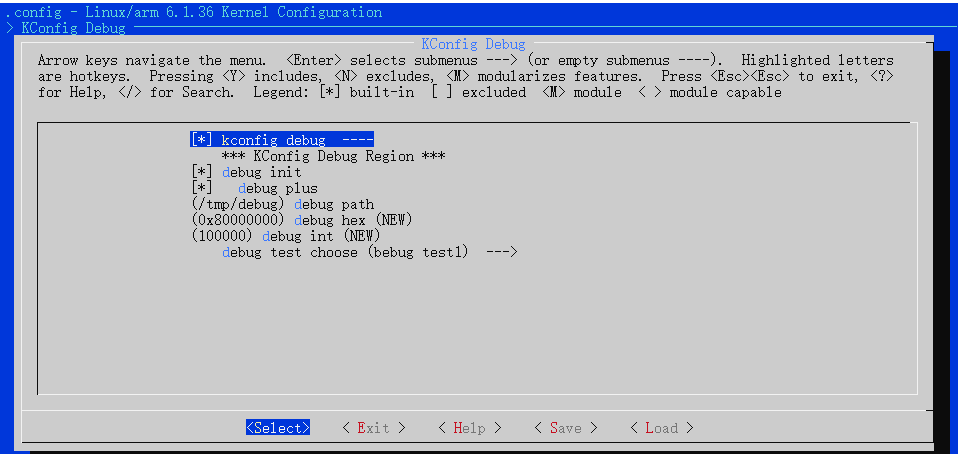 .config - Linux/arm 6.1.36 Kernel Configuration
> KConfig Debug
KConfig Debug
Arrow keys navigate the menu.  <Enter> selects submenus ---> (or empty submenus ----).  Highlighted letters
are hotkeys.  Pressing <Y> includes, <N> excludes, <M> modularizes features.  Press <Esc><Esc> to exit, <?>
for Help, </> for Search.  Legend: [*] built-in  [ ] excluded  <M> module  < > module capable
[*] kconfig debug  ----
*** KConfig Debug Region ***
[*] debug init
[*]   debug plus
(/tmp/debug) debug path
(0x80000000) debug hex (NEW)
(100000) debug int (NEW)
debug test choose (bebug test1)  --->
<Select>    < Exit >    < Help >    < Save >    < Load >